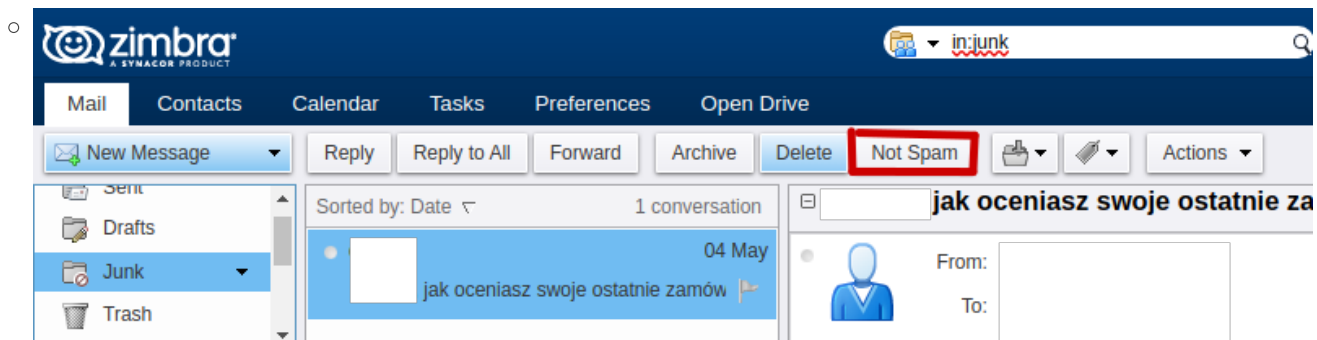 zimbra
A SYNACOR PRODUCT
in:junk
Mail Contacts Calendar Tasks Preferences Open Drive
New Message Reply Reply to All Forward Archive Delete Not Spam Actions
Sent
Drafts
Junk
Trash
Sorted by: Date 1 conversation
04 May
jak oceniasz swoje ostatnie zamów
jak oceniasz swoje ostatnie za
From:
To: